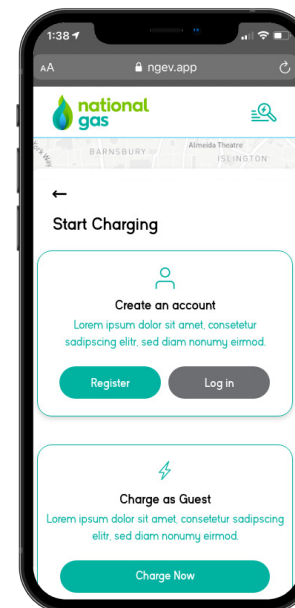 1:38
AA ngev.app
national
gas
York Way
BARNSBURY
Almeida Theatre
ISLINGTON
Start Charging
Create an account
Lorem ipsum dolor sit amet, consetetur
sadipscing elitr, sed diam nonumy eirmod.
Register Log in
Charge as Guest
Lorem ipsum dolor sit amet, consetetur sadipscing
elitr, sed diam nonumy eirmod.
Charge Now